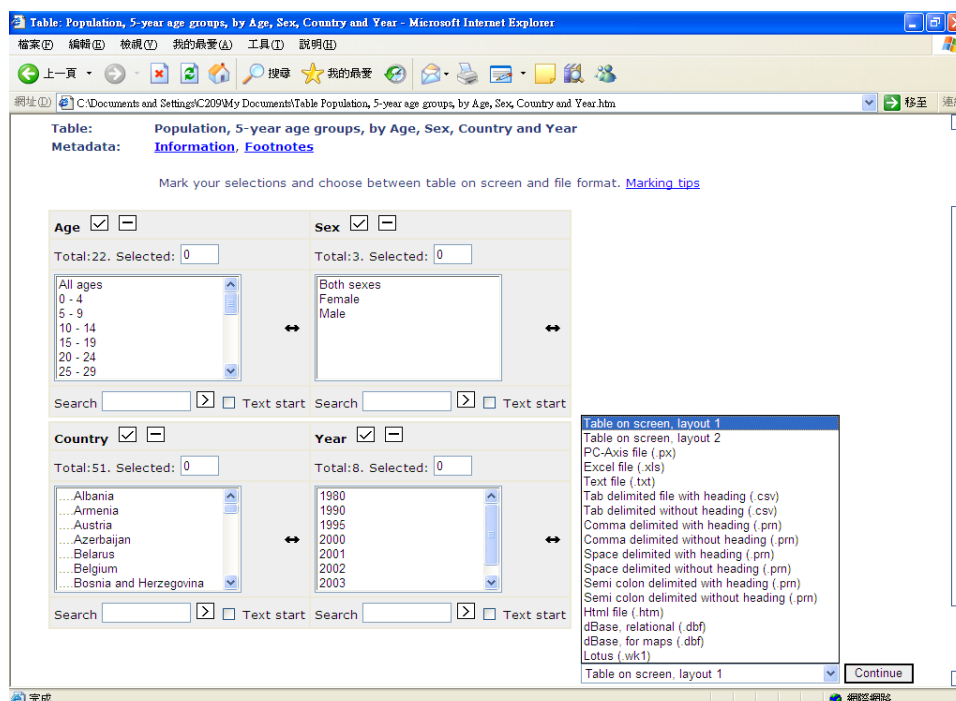 Table: Population, 5-year age groups, by Age, Sex, Country and Year - Microsoft Internet Explorer
檔案(F) 編輯(E) 檢視(V) 我的最愛(A) 工具(T) 說明(H)
上一頁 搜尋 我的最愛
網址(D) C:\Documents and Settings\C209\My Documents\Table Population, 5-year age groups, by Age, Sex, Country and Year.htm 移至
Table: Population, 5-year age groups, by Age, Sex, Country and Year
Metadata: Information, Footnotes
Mark your selections and choose between table on screen and file format. Marking tips
Age Sex
Total:22. Selected: 0 Total:3. Selected: 0
All ages
0 - 4
5 - 9
10 - 14
15 - 19
20 - 24
25 - 29
Both sexes
Female
Male
Search Text start Search Text start
Country Year
Total:51. Selected: 0 Total:8. Selected: 0
....Albania
....Armenia
....Austria
....Azerbaijan
....Belarus
....Belgium
....Bosnia and Herzegovina
1980
1990
1995
2000
2001
2002
2003
Search Text start Search Text start
Table on screen, layout 1
Table on screen, layout 2
PC-Axis file (.px)
Excel file (.xls)
Text file (.txt)
Tab delimited file with heading (.csv)
Tab delimited without heading (.csv)
Comma delimited with heading (.prn)
Comma delimited without heading (.prn)
Space delimited with heading (.prn)
Space delimited without heading (.prn)
Semi colon delimited with heading (.prn)
Semi colon delimited without heading (.prn)
Html file (.htm)
dBase, relational (.dbf)
dBase, for maps (.dbf)
Lotus (.wk1)
Table on screen, layout 1 Continue
完成 網際網路